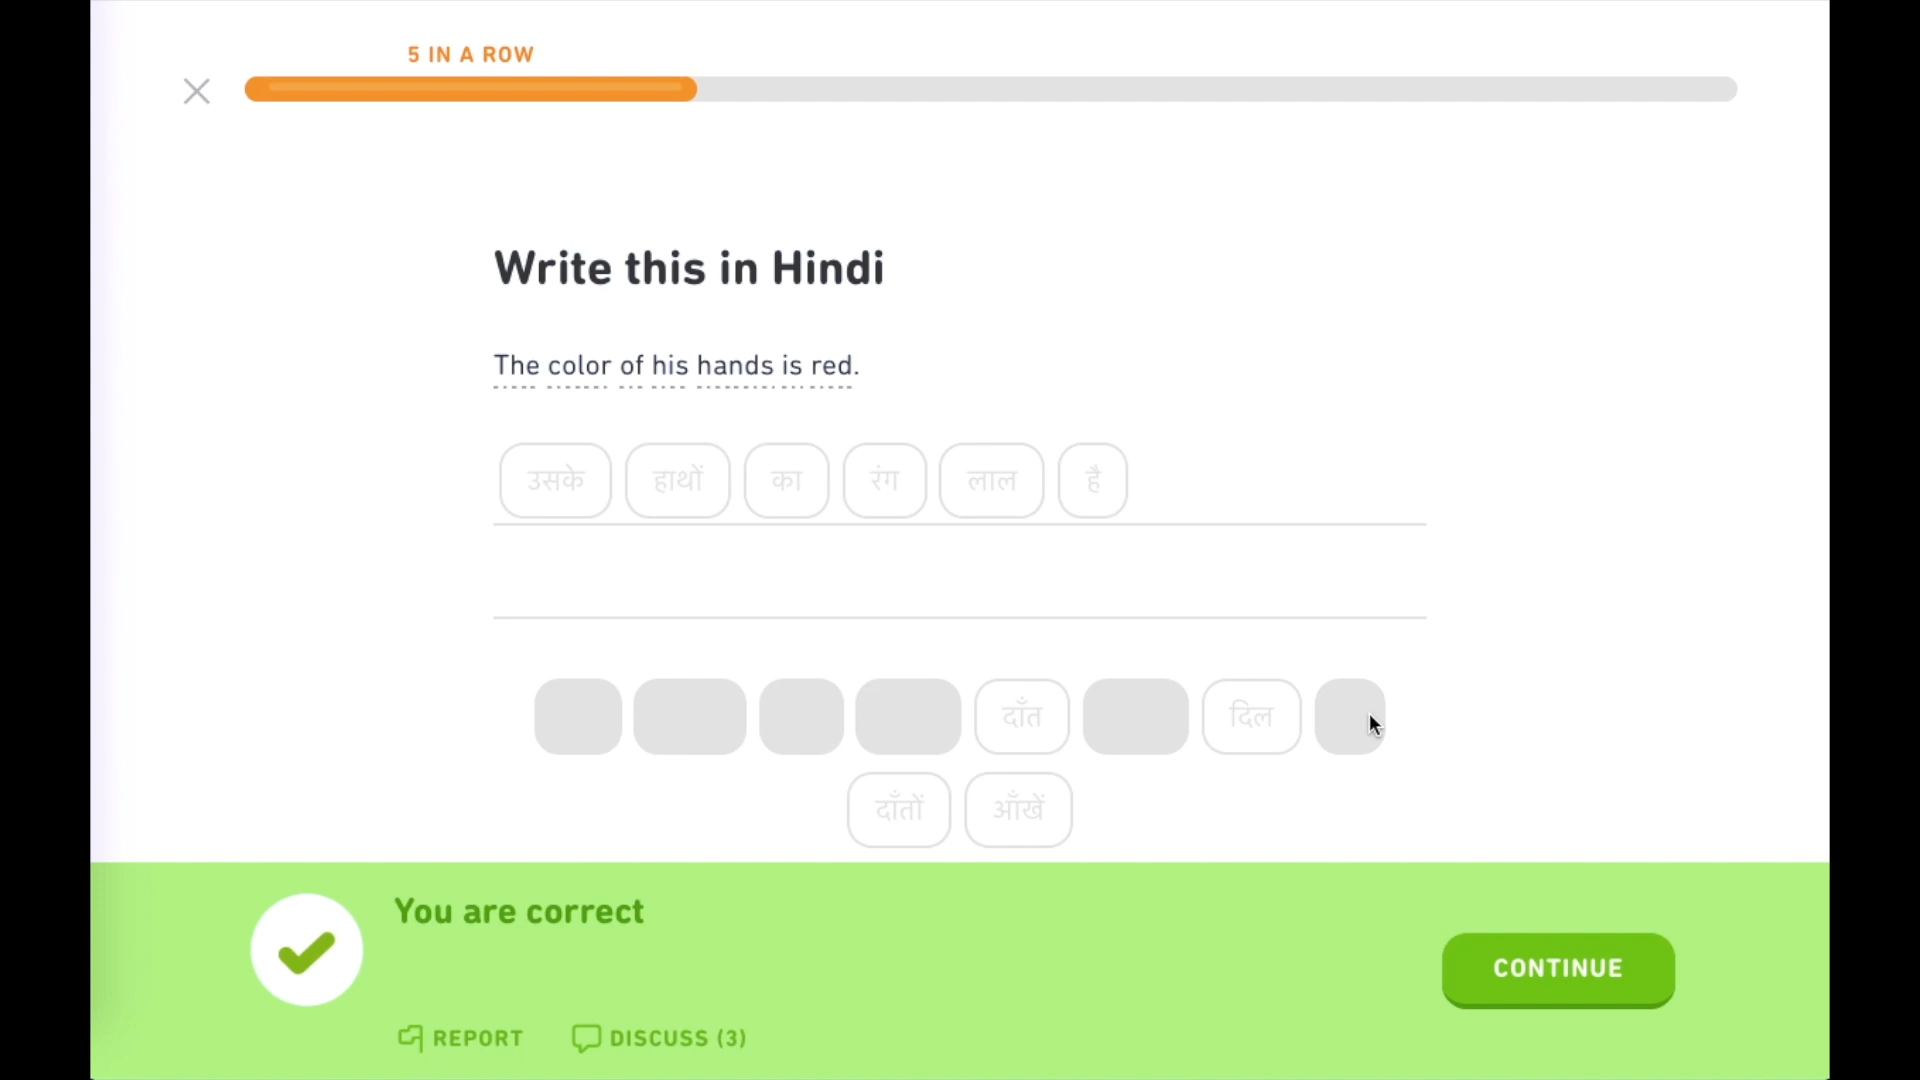 5 IN A ROW
Write this in Hindi
The color of his hands is red.
उसके हाथों का रंग लाल है
दाँत दिल
दाँतों आँखें
You are correct
CONTINUE
REPORT DISCUSS (3)